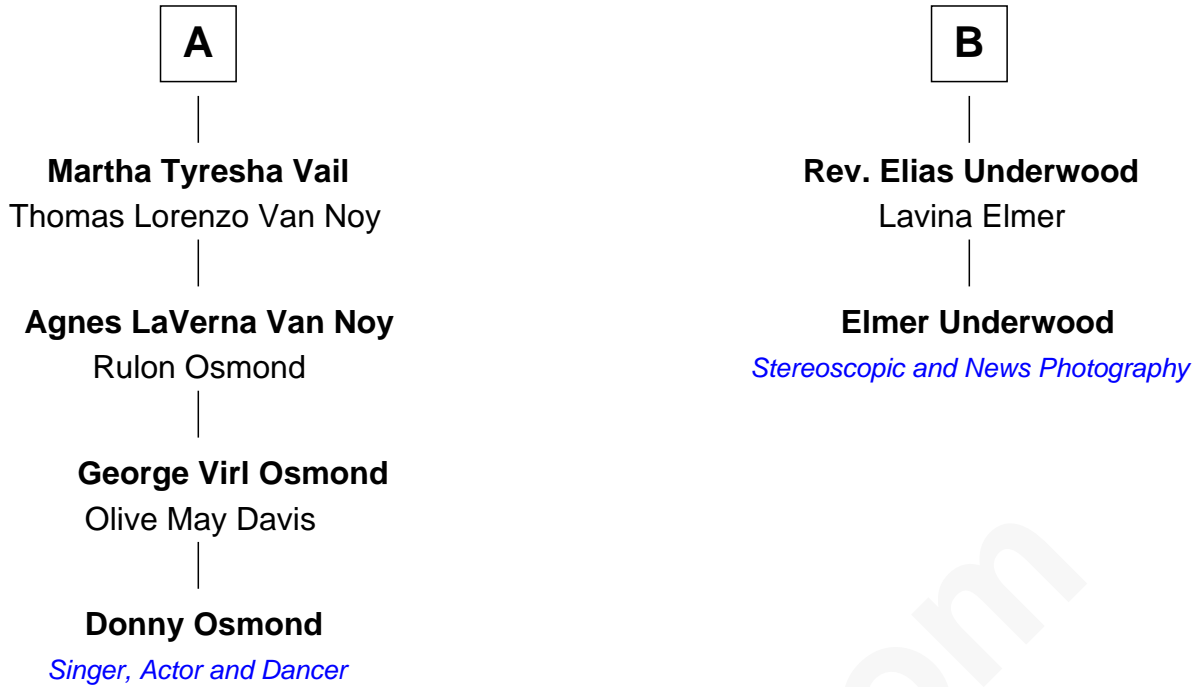 A
Martha Tyresha Vail
Thomas Lorenzo Van Noy
Agnes LaVerna Van Noy
Rulon Osmond
George Virl Osmond
Olive May Davis
Donny Osmond
Singer, Actor and Dancer
B
Rev. Elias Underwood
Lavina Elmer
Elmer Underwood
Stereoscopic and News Photography
om